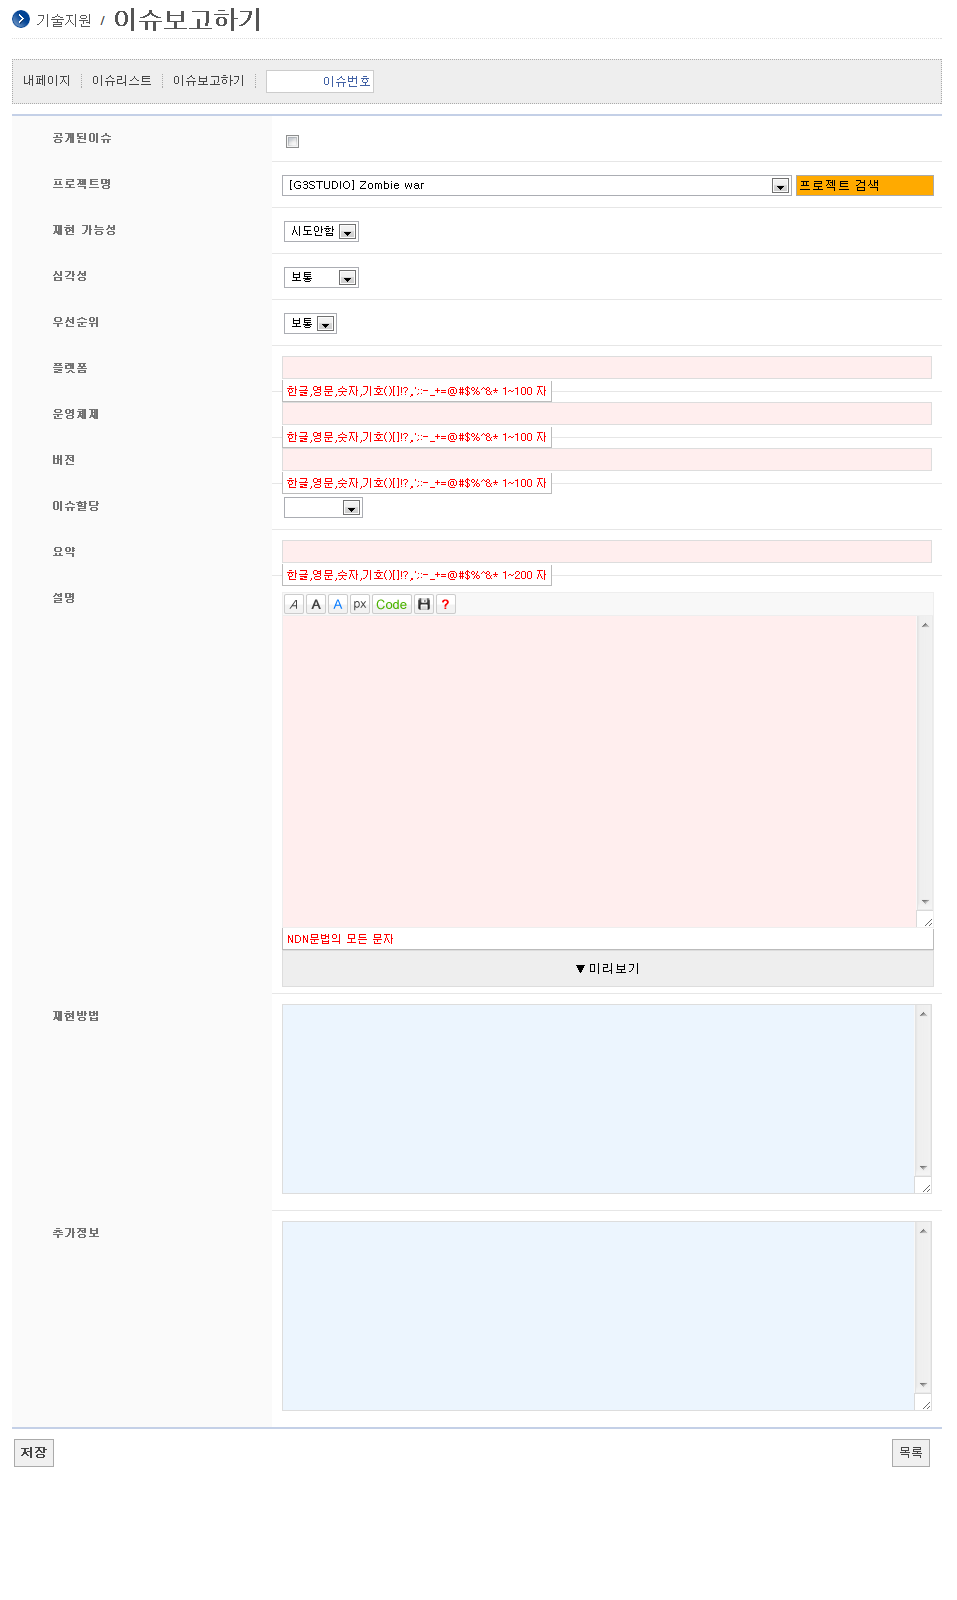 기술지원 / 이슈보고하기
내페이지 이슈리스트 이슈보고하기 이슈번호
공개된이슈
프로젝트명 [G3STUDIO] Zombie war 프로젝트 검색
재현 가능성 시도안함
심각성 보통
우선순위 보통
플랫폼
한글,영문,숫자,기호()[]!?,';:-_+=@#$%^&* 1~100 자
운영체제
한글,영문,숫자,기호()[]!?,';:-_+=@#$%^&* 1~100 자
버전
한글,영문,숫자,기호()[]!?,';:-_+=@#$%^&* 1~100 자
이슈할당
요약
한글,영문,숫자,기호()[]!?,';:-_+=@#$%^&* 1~200 자
설명
A A A px Code ?
NDN문법의 모든 문자
▼미리보기
재현방법
추가정보
저장 목록